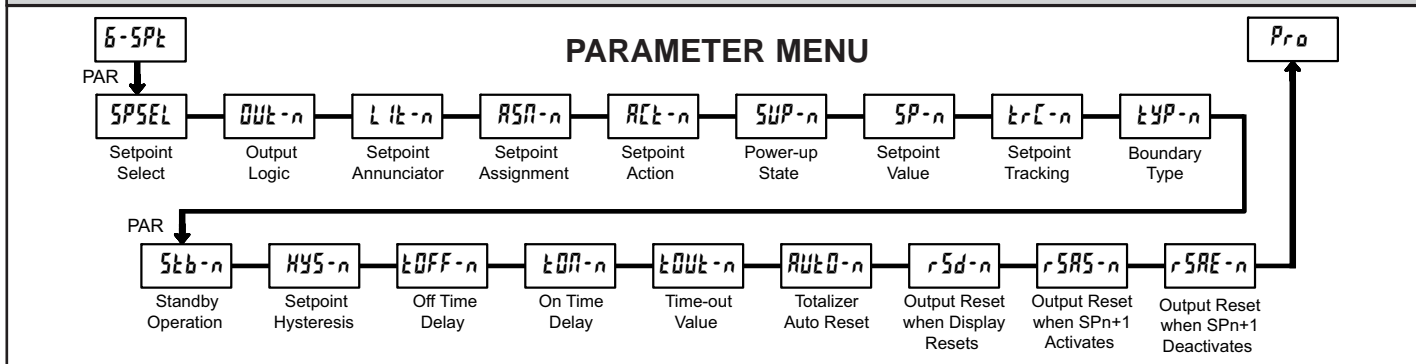 6-SPt
PARAMETER MENU
Pro
PAR
SPSEL
OUt-n
LIt-n
ASN-n
ACt-n
SUP-n
SP-n
trC-n
tYP-n
Setpoint Select
Output Logic
Setpoint Annunciator
Setpoint Assignment
Setpoint Action
Power-up State
Setpoint Value
Setpoint Tracking
Boundary Type
PAR
Stb-n
HYS-n
tOFF-n
tON-n
tOUt-n
AUtO-n
rSd-n
rSAS-n
rSAE-n
Standby Operation
Setpoint Hysteresis
Off Time Delay
On Time Delay
Time-out Value
Totalizer Auto Reset
Output Reset when Display Resets
Output Reset when SPn+1 Activates
Output Reset when SPn+1 Deactivates